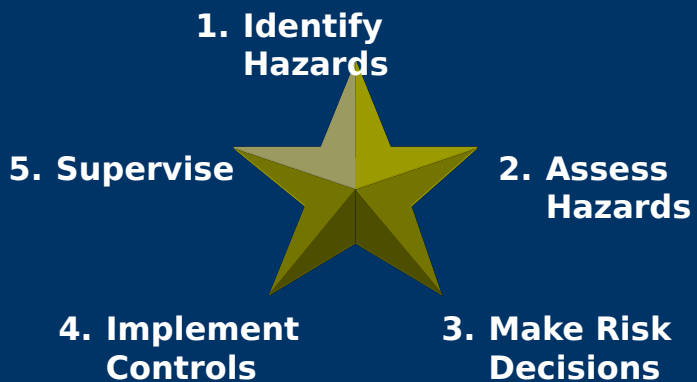 1. Identify
Hazards
2. Assess
Hazards
3. Make Risk
Decisions
4. Implement
Controls
5. Supervise